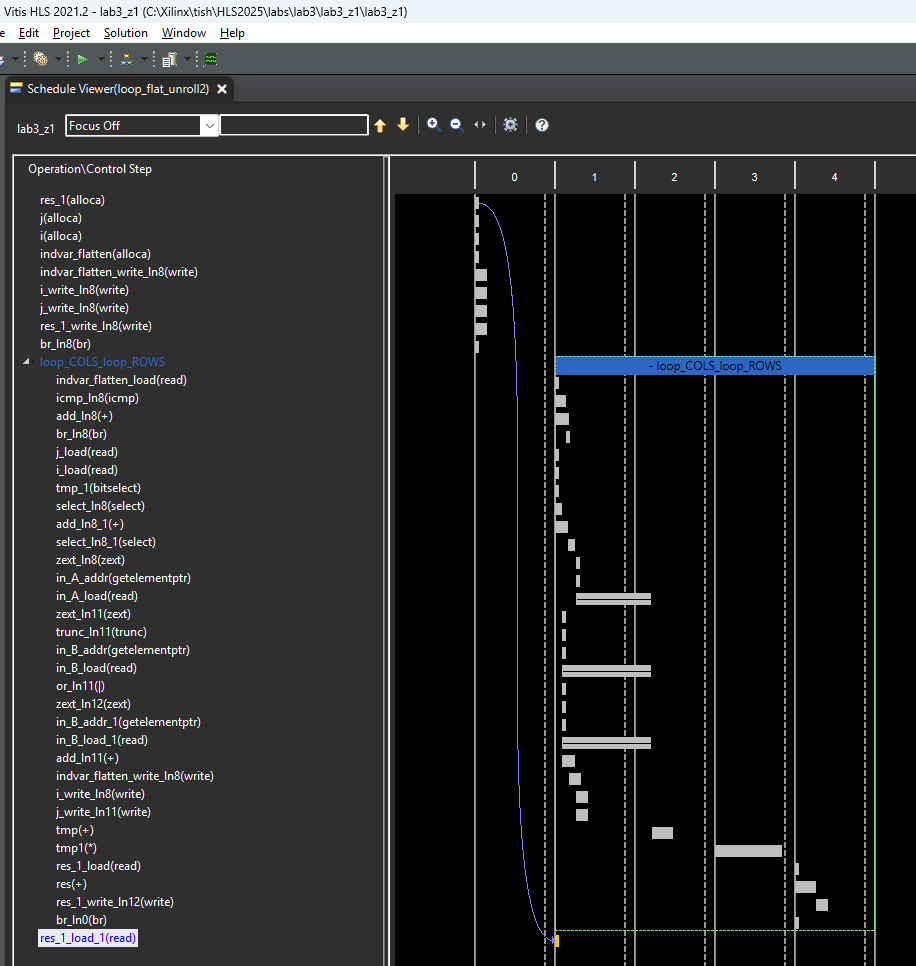 Vitis HLS 2021.2 - lab3_z1 (C:\Xilinx\tish\HLS2025\labs\lab3\lab3_z1\lab3_z1)
e Edit Project Solution Window Help
Schedule Viewer(loop_flat_unroll2)
lab3_z1 Focus Off
Operation\Control Step 0 1 2 3 4
res_1(alloca)
j(alloca)
i(alloca)
indvar_flatten(alloca)
indvar_flatten_write_ln8(write)
i_write_ln8(write)
j_write_ln8(write)
res_1_write_ln8(write)
br_ln8(br)
loop_COLS_loop_ROWS - loop_COLS_loop_ROWS
indvar_flatten_load(read)
icmp_ln8(icmp)
add_ln8(+)
br_ln8(br)
j_load(read)
i_load(read)
tmp_1(bitselect)
select_ln8(select)
add_ln8_1(+)
select_ln8_1(select)
zext_ln8(zext)
in_A_addr(getelementptr)
in_A_load(read)
zext_ln11(zext)
trunc_ln11(trunc)
in_B_addr(getelementptr)
in_B_load(read)
or_ln11(|)
zext_ln12(zext)
in_B_addr_1(getelementptr)
in_B_load_1(read)
add_ln11(+)
indvar_flatten_write_ln8(write)
i_write_ln8(write)
j_write_ln11(write)
tmp(+)
tmp1(*)
res_1_load(read)
res(+)
res_1_write_ln12(write)
br_ln0(br)
res_1_load_1(read)